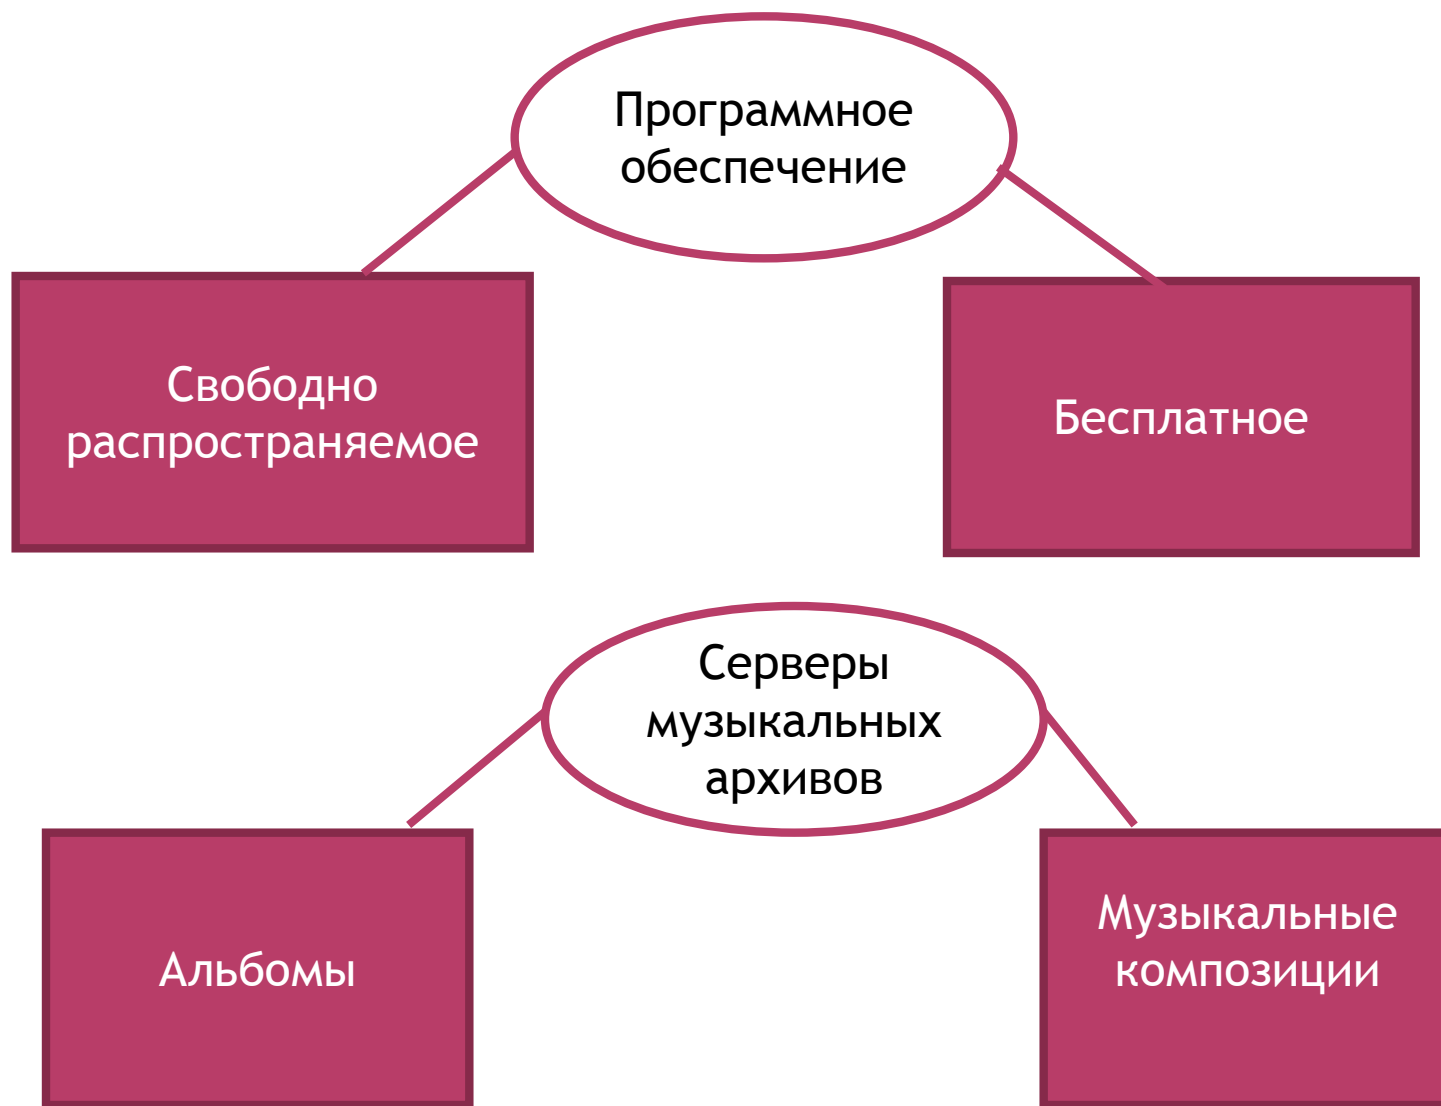 Программное
обеспечение
Свободно
распространяемое
Бесплатное
Серверы
музыкальных
архивов
Альбомы
Музыкальные
композиции